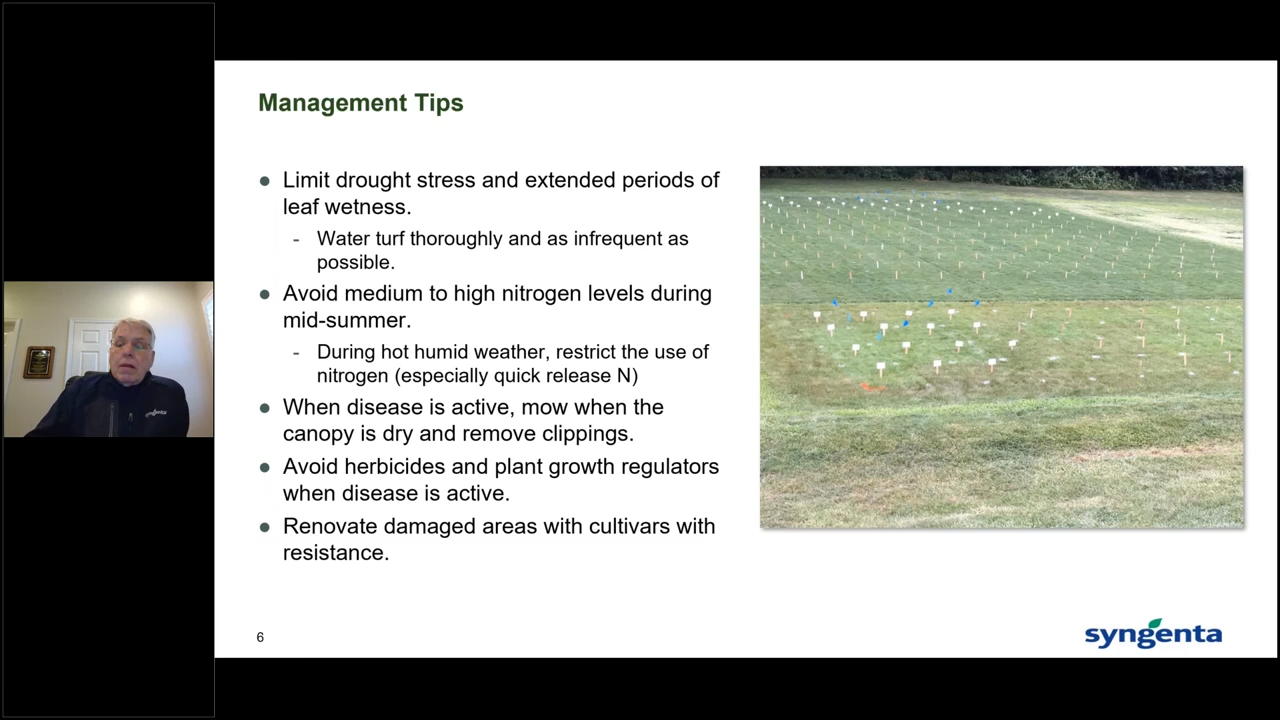 Management Tips
● Limit drought stress and extended periods of
leaf wetness.
- Water turf thoroughly and as infrequent as
possible.
● Avoid medium to high nitrogen levels during
mid-summer.
- During hot humid weather, restrict the use of
nitrogen (especially quick release N)
● When disease is active, mow when the
canopy is dry and remove clippings.
● Avoid herbicides and plant growth regulators
when disease is active.
● Renovate damaged areas with cultivars with
resistance.
6
syngenta
syngenta